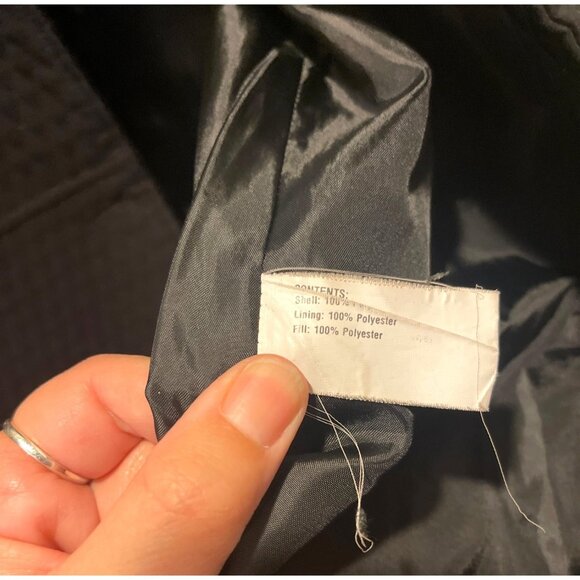 CONTENTS:
Shell: 100%
Lining: 100% Polyester
Fill: 100% Polyester